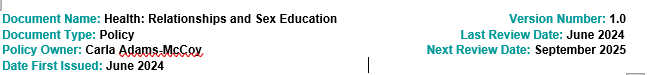 Document Name: Health: Relationships and Sex Education Version Number: 1.0
Document Type: Policy Last Review Date: June 2024
Policy Owner: Carla Adams-McCoy Next Review Date: September 2025
Date First Issued: June 2024